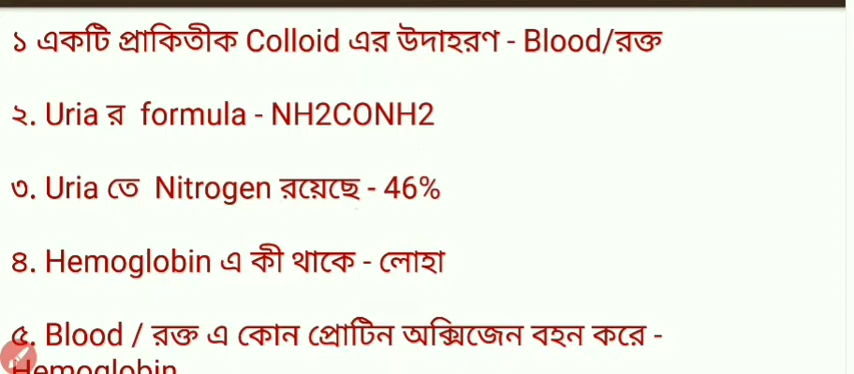 ১ একটি প্রাকিতীক Colloid এর উদাহরণ - Blood/রক্ত
২. Uria র formula - NH2CONH2
৩. Uria তে Nitrogen রয়েছে - 46%
৪. Hemoglobin এ কী থাকে - লোহা
৫. Blood / রক্ত এ কোন প্রোটিন অক্সিজেন বহন করে -
Hemoglobin